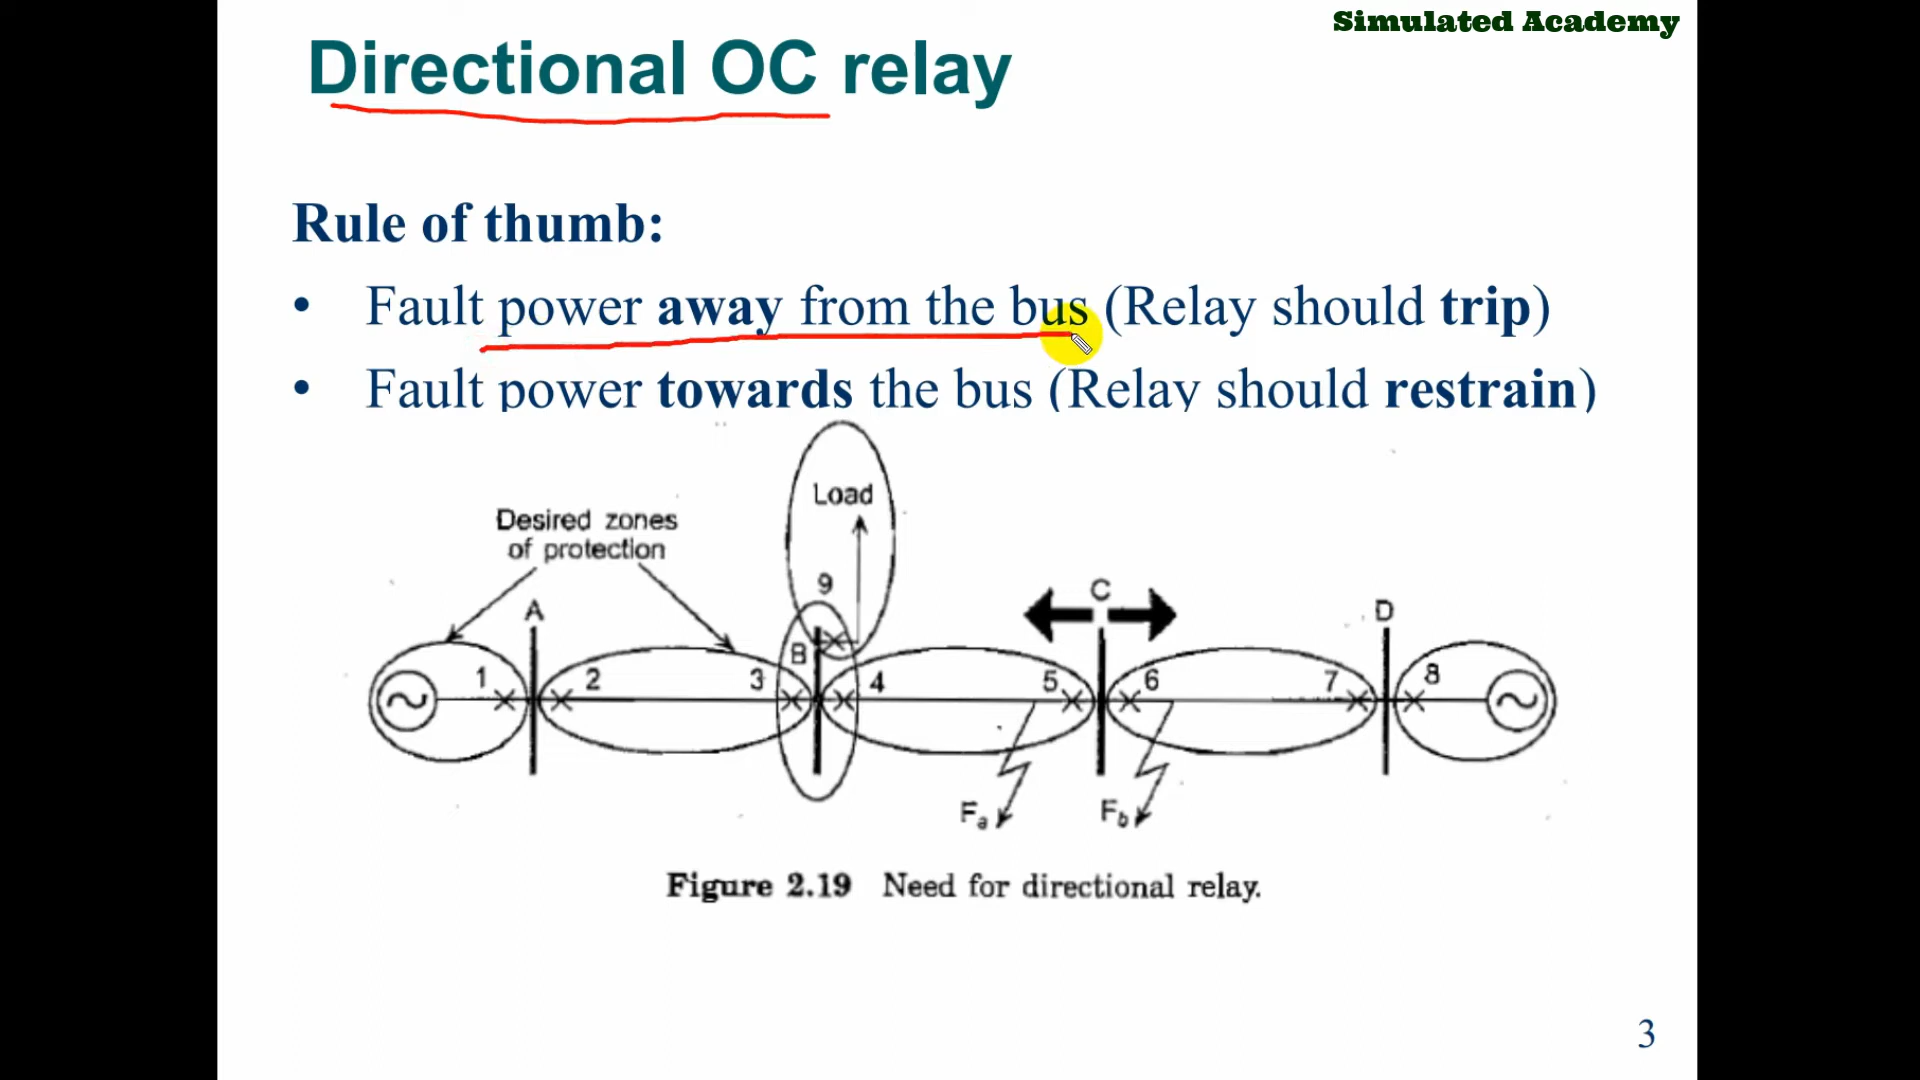 Simulated Academy
Directional OC relay
Rule of thumb:
• Fault power away from the bus (Relay should trip)
• Fault power towards the bus (Relay should restrain)
Load
Desired zones
of protection
9
A
B
C
D
1
2
3
4
5
6
7
8
Fa
Fb
Figure 2.19 Need for directional relay.
3